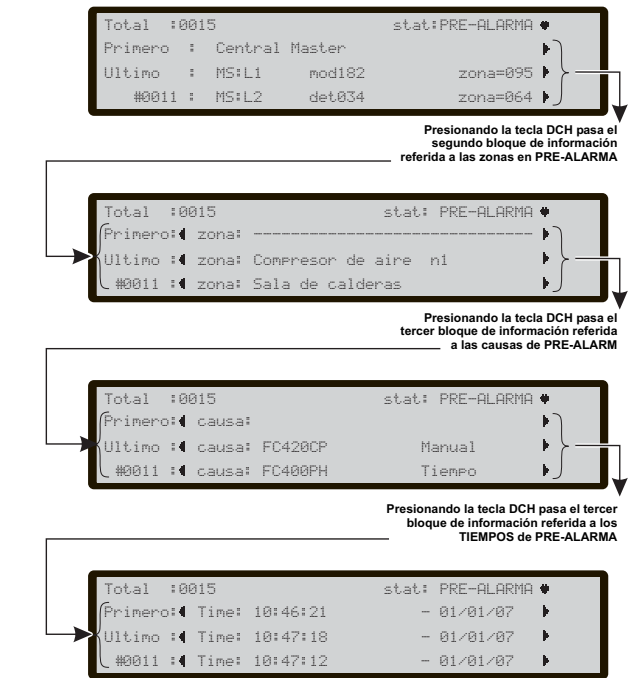 Total :0015 stat:PRE-ALARMA
Primero : Central Master
Ultimo : MS:L1 mod182 zona=095
#0011 : MS:L2 det034 zona=064
Presionando la tecla DCH pasa el
segundo bloque de información
referida a las zonas en PRE-ALARMA
Total :0015 stat: PRE-ALARMA
Primero: zona: ------------------------------
Ultimo : zona: Compresor de aire n1
#0011 : zona: Sala de calderas
Presionando la tecla DCH pasa el
tercer bloque de información referida
a las causas de PRE-ALARM
Total :0015 stat: PRE-ALARMA
Primero: causa:
Ultimo : causa: FC420CP Manual
#0011 : causa: FC400PH Tiempo
Presionando la tecla DCH pasa el tercer
bloque de información referida a los
TIEMPOS de PRE-ALARMA
Total :0015 stat: PRE-ALARMA
Primero: Time: 10:46:21 - 01/01/07
Ultimo : Time: 10:47:18 - 01/01/07
#0011 : Time: 10:47:12 - 01/01/07